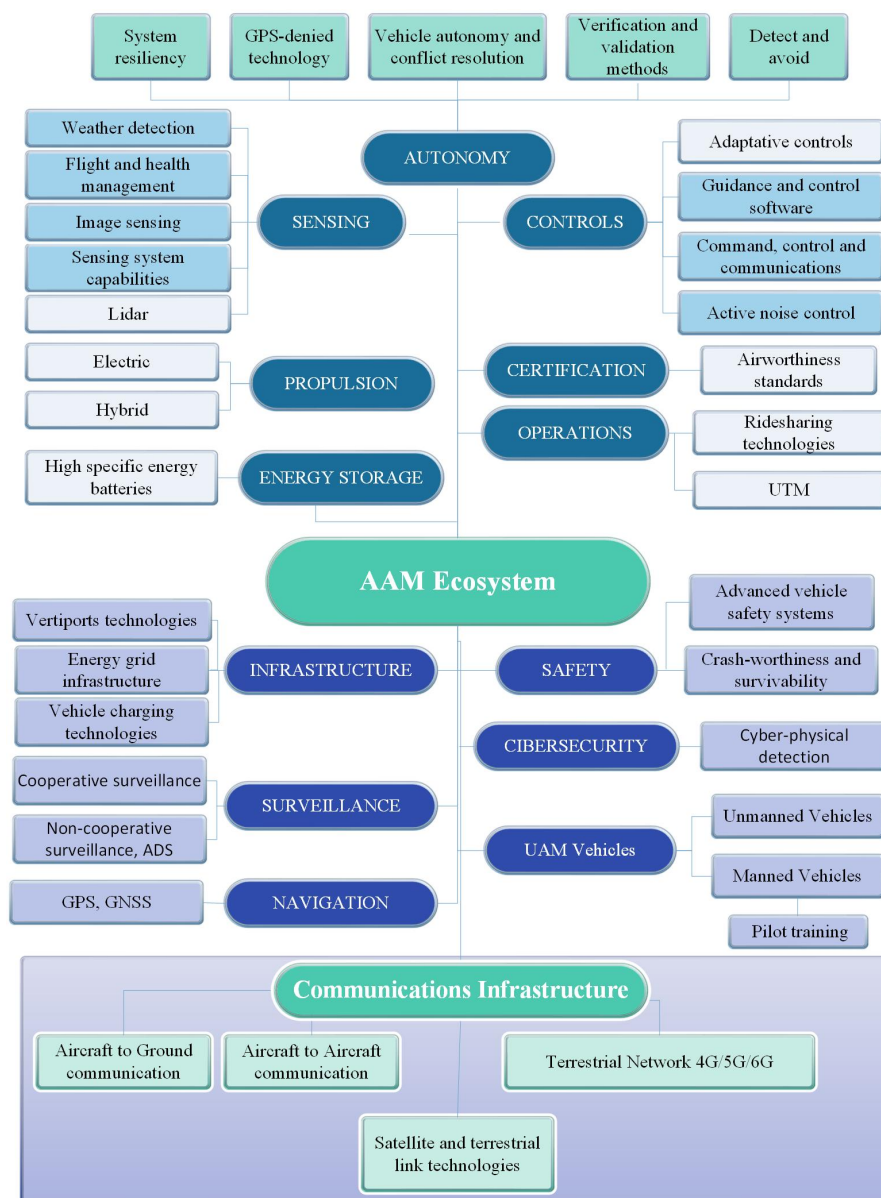 System
resiliency
GPS-denied
technology
Vehicle autonomy and
conflict resolution
Verification and
validation
methods
Detect and
avoid
AUTONOMY
Weather detection
Flight and health
management
Image sensing
Sensing system
capabilities
Lidar
SENSING
CONTROLS
Adaptative controls
Guidance and control
software
Command, control and
communications
Active noise control
Electric
Hybrid
PROPULSION
CERTIFICATION
Airworthiness
standards
OPERATIONS
Ridesharing
technologies
UTM
High specific energy
batteries
ENERGY STORAGE
AAM Ecosystem
Vertiports technologies
Energy grid
infrastructure
Vehicle charging
technologies
INFRASTRUCTURE
SAFETY
Advanced vehicle
safety systems
Crash-worthiness and
survivability
CIBERSECURITY
Cyber-physical
detection
Cooperative surveillance
Non-cooperative
surveillance, ADS
SURVEILLANCE
UAM Vehicles
Unmanned Vehicles
Manned Vehicles
Pilot training
GPS, GNSS
NAVIGATION
Communications Infrastructure
Aircraft to Ground
communication
Aircraft to Aircraft
communication
Terrestrial Network 4G/5G/6G
Satellite and terrestrial
link technologies